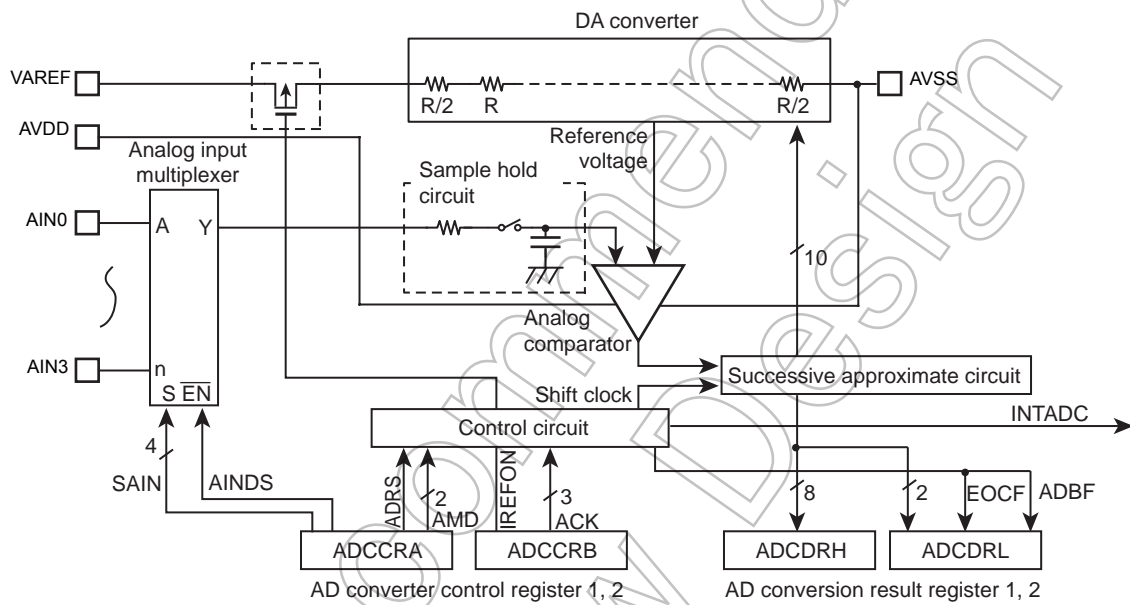 DA converter
VAREF
AVSS
R/2
R
R/2
AVDD
Reference
voltage
Analog input
multiplexer
Sample hold
circuit
AIN0
A
Y
10
Analog
comparator
AIN3
n
S EN
Successive approximate circuit
Shift clock
INTADC
Control circuit
4
SAIN
AINDS
ADRS
2
AMD
IREFON
3
ACK
8
2
EOCF
ADBF
ADCCRA
ADCCRB
ADCDRH
ADCDRL
AD converter control register 1, 2
AD conversion result register 1, 2
Design